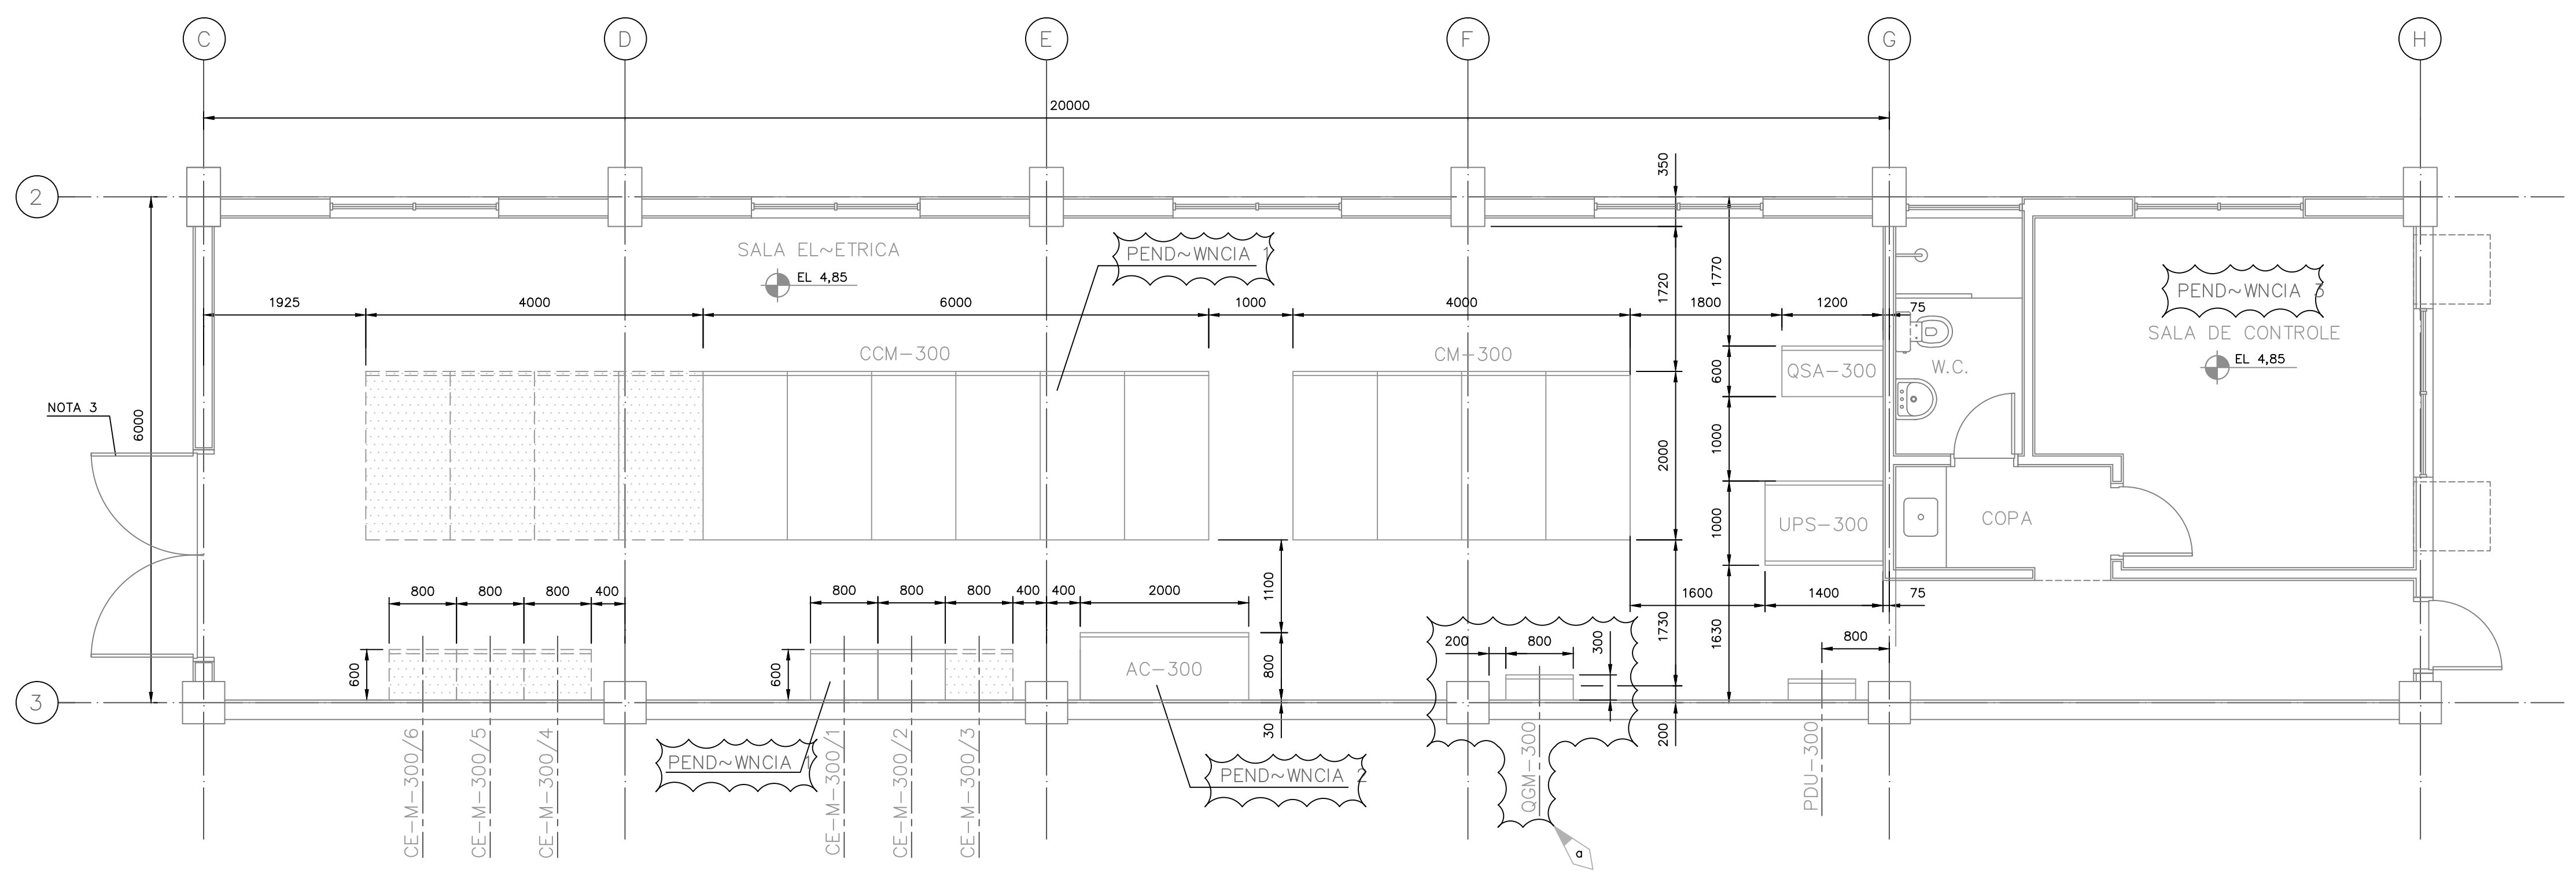 C D E F G H
20000
350
2
SALA EL~ETRICA
EL 4,85
PEND~WNCIA 1
1770
1720
PEND~WNCIA 3
1925 4000 6000 1000 4000 1800 1200 75
SALA DE CONTROLE
EL 4,85
CCM-300
CM-300
QSA-300
600
W.C.
NOTA 3
6000
1000
2000
UPS-300
1000
COPA
800 800 800 400
800 800 800 400 400 2000
1100
1600 1400 75
1730
1630
200 800 300
800
600
600
AC-300
800
3
30
200
CE-M-300/6
CE-M-300/5
CE-M-300/4
PEND~WNCIA 1
CE-M-300/1
CE-M-300/2
CE-M-300/3
PEND~WNCIA 2
QGM-300
PDU-300
a